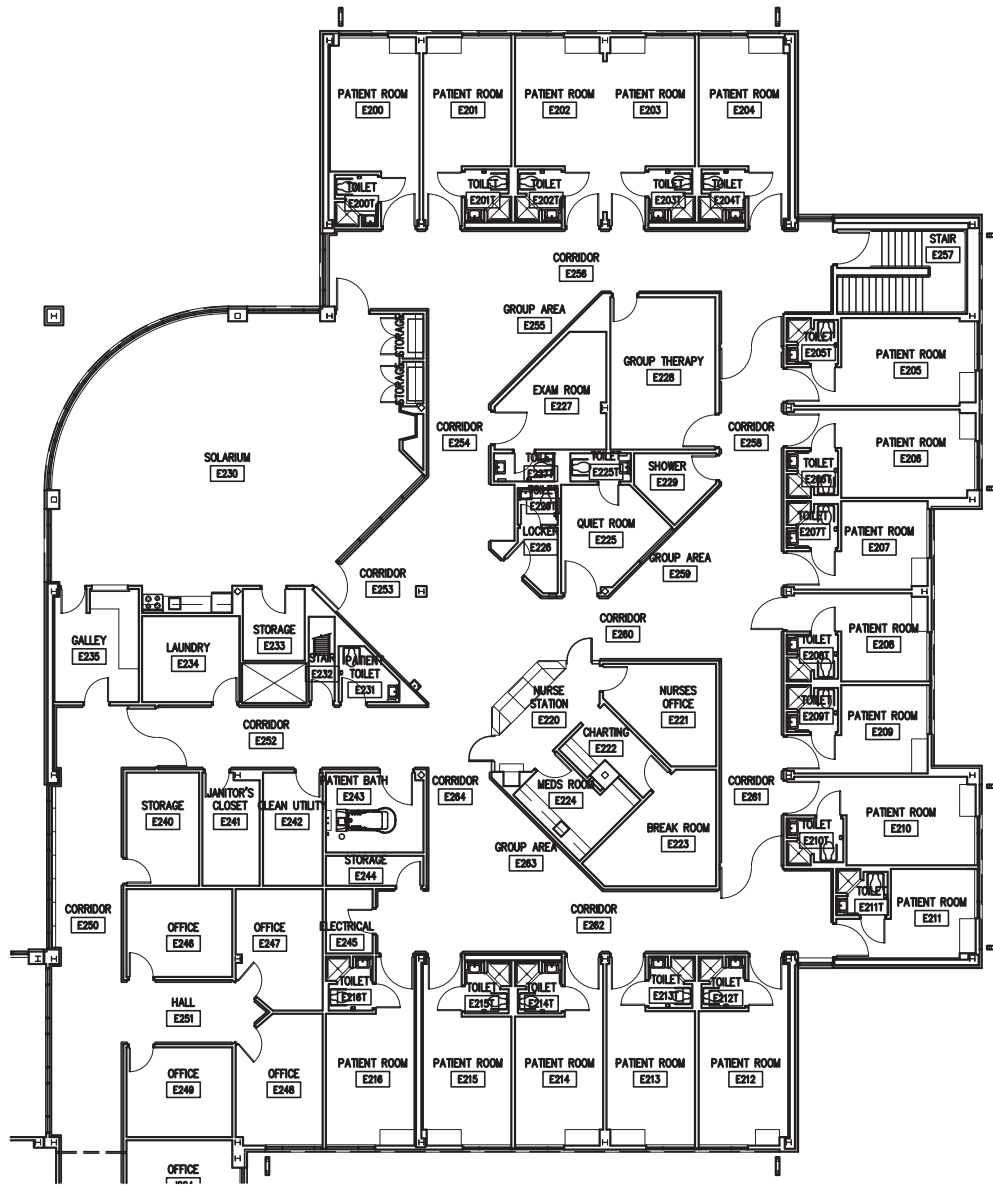 PATIENT ROOM
E200
PATIENT ROOM
E201
PATIENT ROOM
E202
PATIENT ROOM
E203
PATIENT ROOM
E204
TOILET
E200T
TOILET
E201T
TOILET
E202T
TOILET
E203T
TOILET
E204T
STAIR
E257
CORRIDOR
E256
GROUP AREA
E255
STORAGE
STORAGE
GROUP THERAPY
E228
TOILET
E205T
PATIENT ROOM
E205
EXAM ROOM
E227
CORRIDOR
E254
CORRIDOR
E258
PATIENT ROOM
E206
SOLARIUM
E230
TOILET
E225T
SHOWER
E229
TOILET
E206T
TOILET
E207T
LOCKER
E226
QUIET ROOM
E225
PATIENT ROOM
E207
GROUP AREA
E259
CORRIDOR
E253
CORRIDOR
E260
GALLEY
E235
LAUNDRY
E234
STORAGE
E233
STAIR
E232
PATIENT
TOILET
E231
TOILET
E208T
PATIENT ROOM
E208
NURSE
STATION
E220
NURSES
OFFICE
E221
TOILET
E209T
PATIENT ROOM
E209
CORRIDOR
E252
CHARTING
E222
PATIENT BATH
E243
CORRIDOR
E264
MEDS ROOM
E224
CORRIDOR
E261
STORAGE
E240
JANITOR'S
CLOSET
E241
CLEAN UTILITY
E242
BREAK ROOM
E223
TOILET
E210T
PATIENT ROOM
E210
GROUP AREA
E263
STORAGE
E244
TOILET
E211T
PATIENT ROOM
E211
CORRIDOR
E250
CORRIDOR
E262
OFFICE
E246
OFFICE
E247
ELECTRICAL
E245
TOILET
E216T
TOILET
E215T
TOILET
E214T
TOILET
E213T
TOILET
E212T
HALL
E251
OFFICE
E249
OFFICE
E248
PATIENT ROOM
E216
PATIENT ROOM
E215
PATIENT ROOM
E214
PATIENT ROOM
E213
PATIENT ROOM
E212
OFFICE